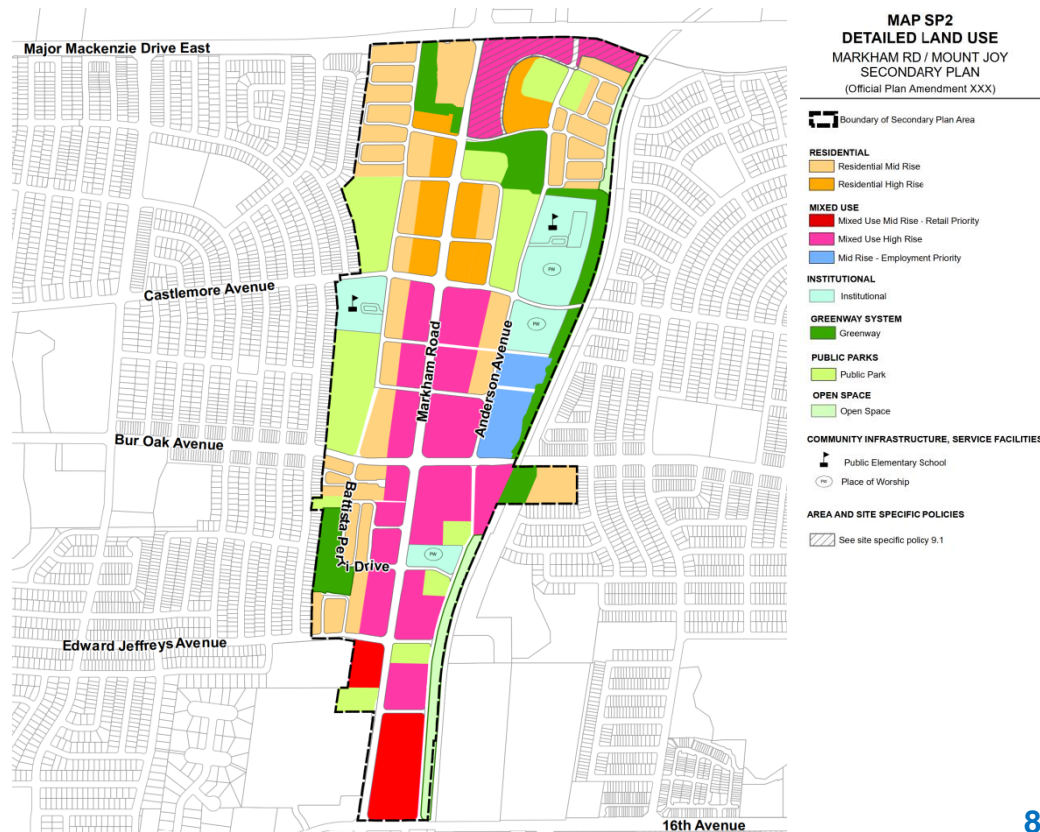 Major Mackenzie Drive East
Castlemore Avenue
Markham Road
Anderson Avenue
Bur Oak Avenue
Battista Perri Drive
Edward Jeffreys Avenue
16th Avenue
PW
PW
PW
MAP SP2
DETAILED LAND USE
MARKHAM RD / MOUNT JOY
SECONDARY PLAN
(Official Plan Amendment XXX)
Boundary of Secondary Plan Area
RESIDENTIAL
Residential Mid Rise
Residential High Rise
MIXED USE
Mixed Use Mid Rise - Retail Priority
Mixed Use High Rise
Mid Rise - Employment Priority
INSTITUTIONAL
Institutional
GREENWAY SYSTEM
Greenway
PUBLIC PARKS
Public Park
OPEN SPACE
Open Space
COMMUNITY INFRASTRUCTURE, SERVICE FACILITIES
Public Elementary School
PW Place of Worship
AREA AND SITE SPECIFIC POLICIES
See site specific policy 9.1
8